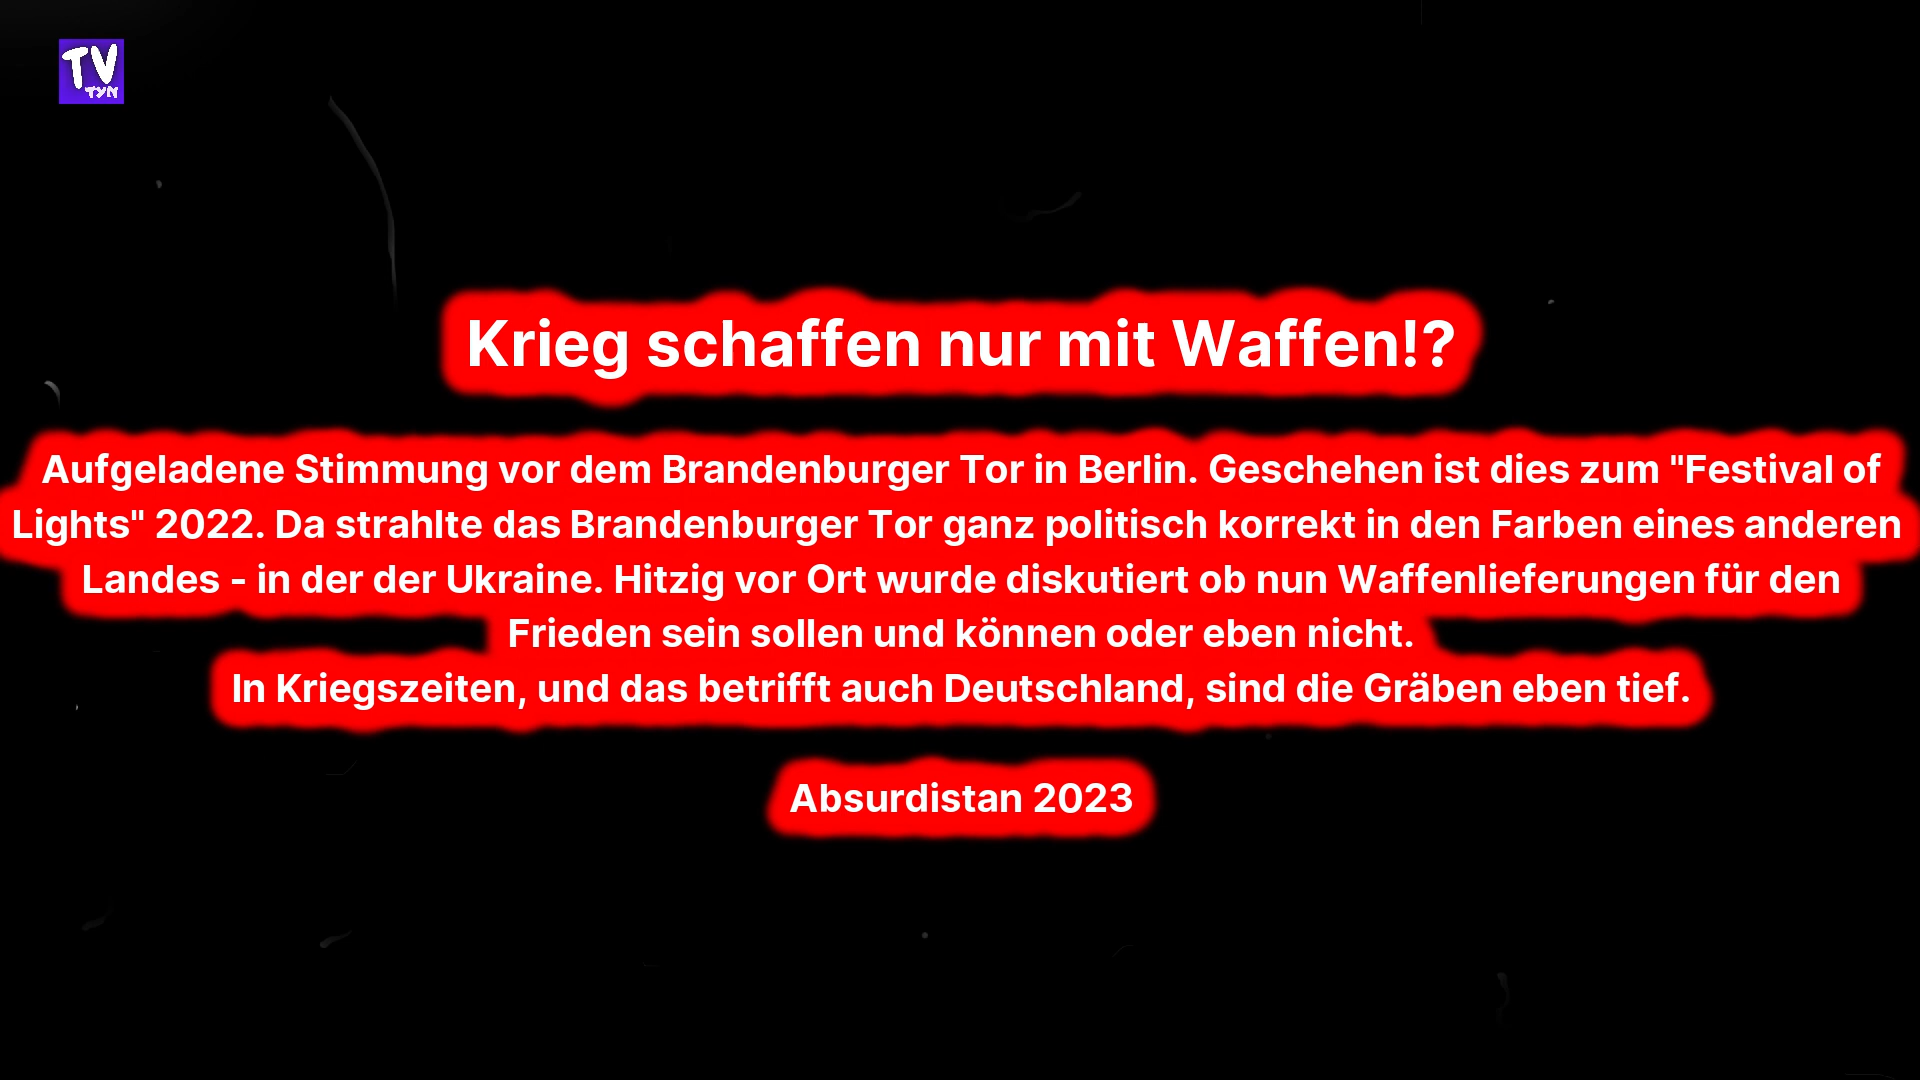 TV
TYN
Krieg schaffen nur mit Waffen!?
Aufgeladene Stimmung vor dem Brandenburger Tor in Berlin. Geschehen ist dies zum "Festival of
Lights" 2022. Da strahlte das Brandenburger Tor ganz politisch korrekt in den Farben eines anderen
Landes - in der der Ukraine. Hitzig vor Ort wurde diskutiert ob nun Waffenlieferungen für den
Frieden sein sollen und können oder eben nicht.
In Kriegszeiten, und das betrifft auch Deutschland, sind die Gräben eben tief.
Absurdistan 2023